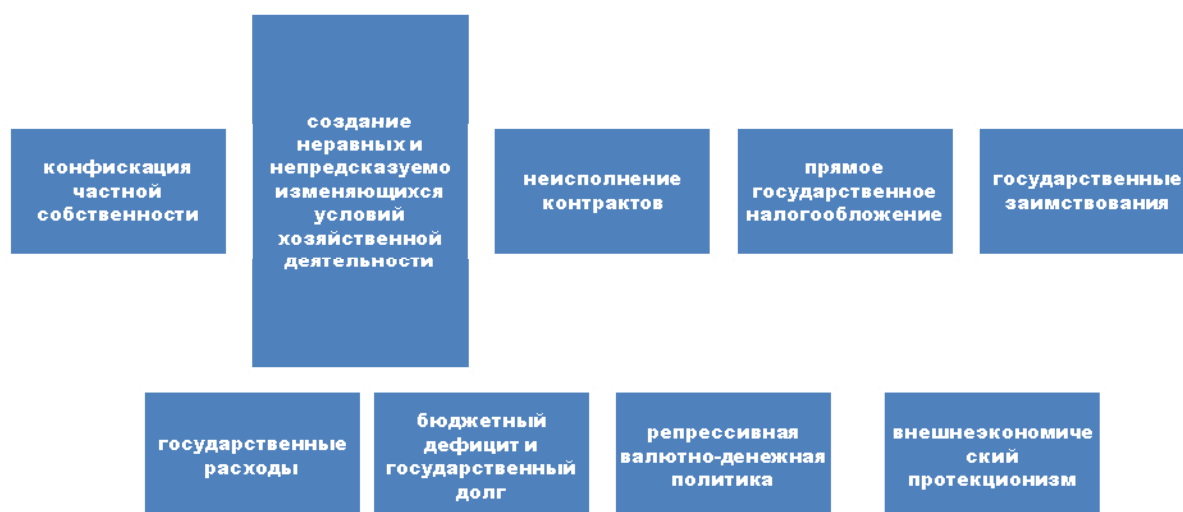 конфискация
частной
собственности
создание
неравных и
непредсказуемо
изменяющихся
условий
хозяйственной
деятельности
неисполнение
контрактов
прямое
государственное
налогообложение
государственные
заимствования
государственные
расходы
бюджетный
дефицит и
государственный
долг
репрессивная
валютно-денежная
политика
внешнеэкономиче
ский
протекционизм